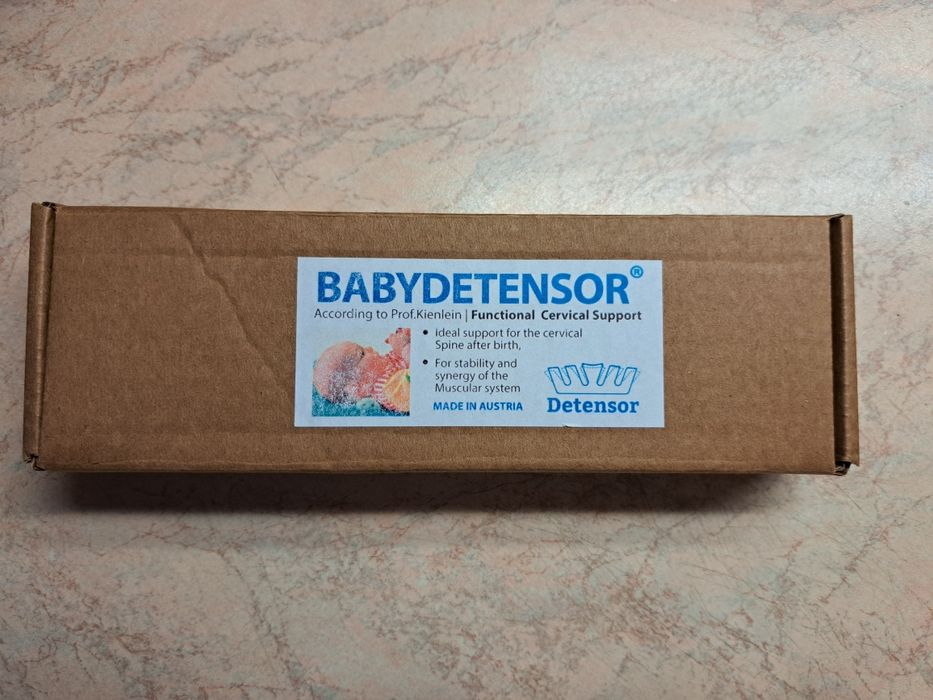 BABYDETENSOR®
According to Prof.Kienlein | Functional Cervical Support
• Ideal support for the cervical
Spine after birth,
• For stability and
synergy of the
Muscular system
MADE IN AUSTRIA
Detensor